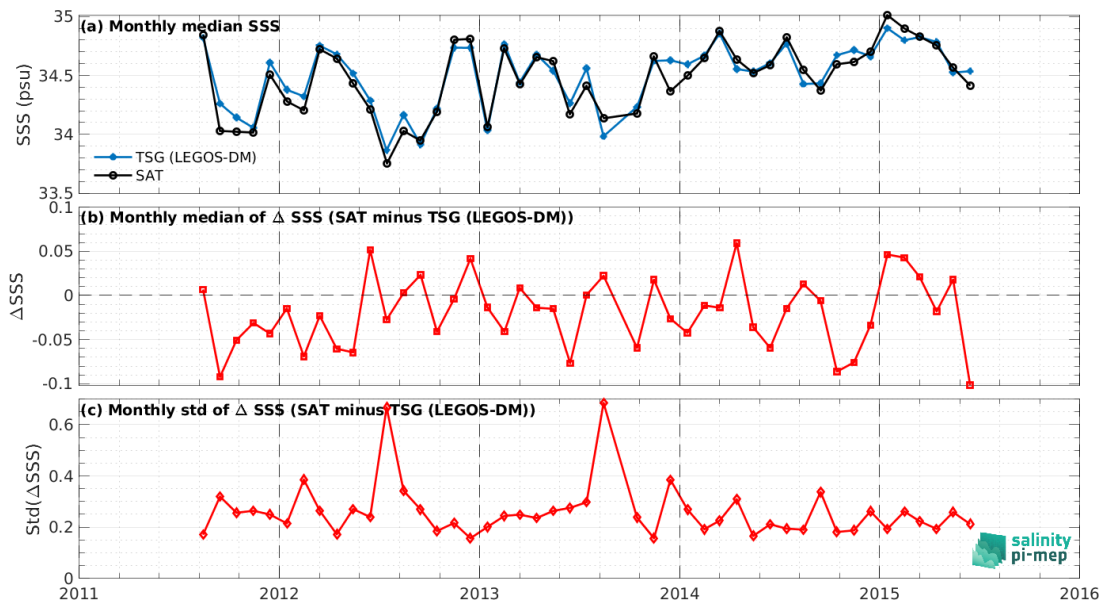 (a) Monthly median SSS
35
34.5
34
33.5
SSS (psu)
TSG (LEGOS-DM)
SAT
(b) Monthly median of Δ SSS (SAT minus TSG (LEGOS-DM))
0.1
0.05
0
-0.05
-0.1
ΔSSS
(c) Monthly std of Δ SSS (SAT minus TSG (LEGOS-DM))
0.6
0.4
0.2
0
Std(ΔSSS)
2011 2012 2013 2014 2015 2016
salinity
pi-mep